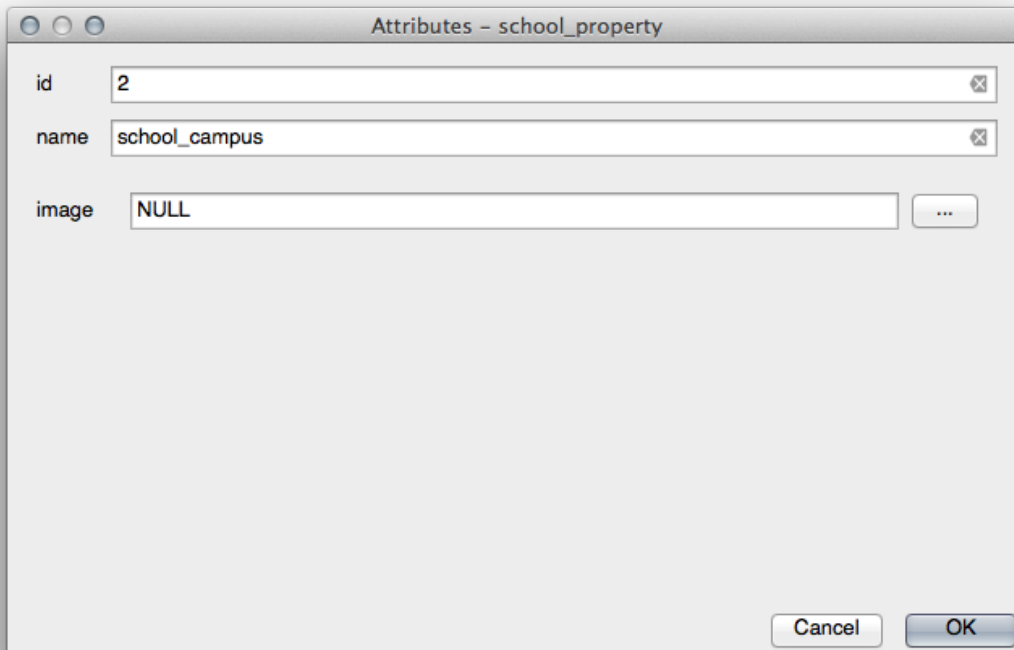 Attributes – school_property
id 2
name school_campus
image NULL ...
Cancel OK